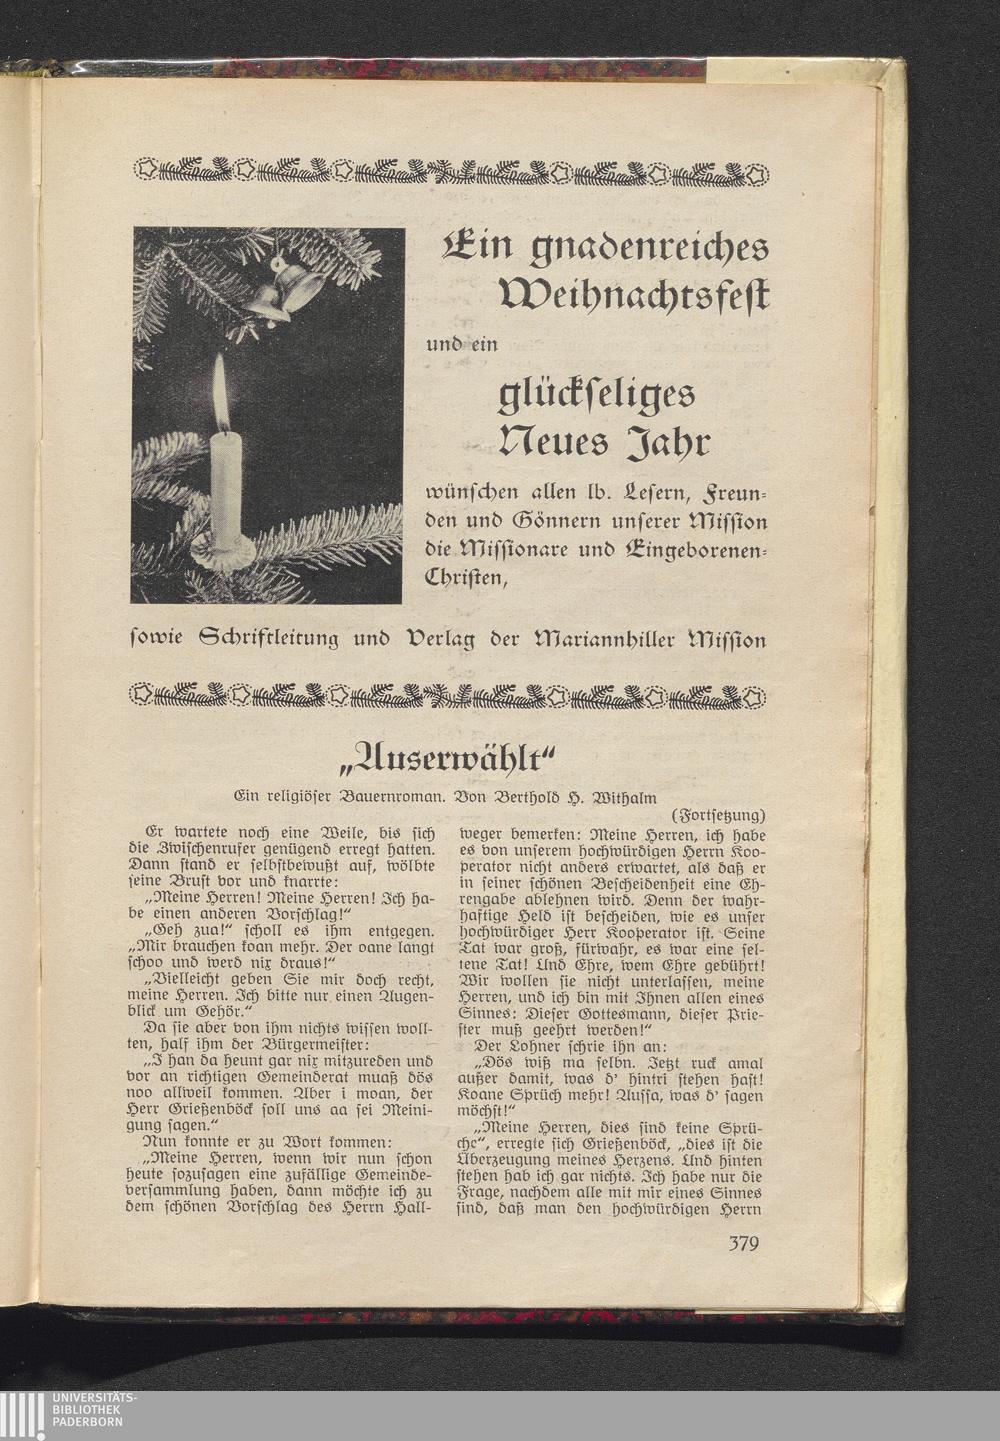 Ein gnadenreiches
Weihnachtsfest
und ein
glückseliges
Neues Jahr
wünschen allen lb. Lesern, Freun-
den und Gönnern unserer Mission
die Missionare und Eingeborenen-
Christen,
sowie Schriftleitung und Verlag der Mariannhiller Mission
„Auserwählt“
Ein religiöser Bauernroman. Von Berthold H. Withalm
(Fortsetzung)
Er wartete noch eine Weile, bis sich
die Zwischenrufer genügend erregt hatten.
Dann stand er selbstbewußt auf, wölbte
seine Brust vor und knarrte:
„Meine Herren! Meine Herren! Ich ha-
be einen anderen Vorschlag!“
„Geh zua!“ scholl es ihm entgegen.
„Mir brauchen koan mehr. Der oane langt
schoo und werd nix draus!“
„Vielleicht geben Sie mir doch recht,
meine Herren. Ich bitte nur einen Augen-
blick um Gehör.“
Da sie aber von ihm nichts wissen woll-
ten, half ihm der Bürgermeister:
„I han da heunt gar nix mitzureden und
vor an richtigen Gemeinderat muaß dös
noo allweil kommen. Aber i moan, der
Herr Grießenböck soll uns aa sei Meini-
gung sagen.“
Nun konnte er zu Wort kommen:
„Meine Herren, wenn wir nun schon
heute sozusagen eine zufällige Gemeinde-
versammlung haben, dann möchte ich zu
dem schönen Vorschlag des Herrn Hall-
weger bemerken: Meine Herren, ich habe
es von unserem hochwürdigen Herrn Koo-
perator nicht anders erwartet, als daß er
in seiner schönen Bescheidenheit eine Eh-
rengabe ablehnen wird. Denn der wahr-
haftige Held ist bescheiden, wie es unser
hochwürdiger Herr Kooperator ist. Seine
Tat war groß, fürwahr, es war eine sel-
tene Tat! Und Ehre, wem Ehre gebührt!
Wir wollen sie nicht unterlassen, meine
Herren, und ich bin mit Ihnen allen eines
Sinnes: Dieser Gottesmann, dieser Prie-
ster muß geehrt werden!“
Der Lohner schrie ihn an:
„Dös wiß ma selbn. Jetzt ruck amal
außer damit, was d' hintri stehen hast!
Koane Sprüch mehr! Aussa, was d' sagen
möchst!“
„Meine Herren, dies sind keine Sprü-
che“, erregte sich Grießenböck, „dies ist die
Überzeugung meines Herzens. Und hinten
stehen hab ich gar nichts. Ich habe nur die
Frage, nachdem alle mit mir eines Sinnes
sind, daß man den hochwürdigen Herrn
379
UNIVERSITÄTS-
BIBLIOTHEK
PADERBORN